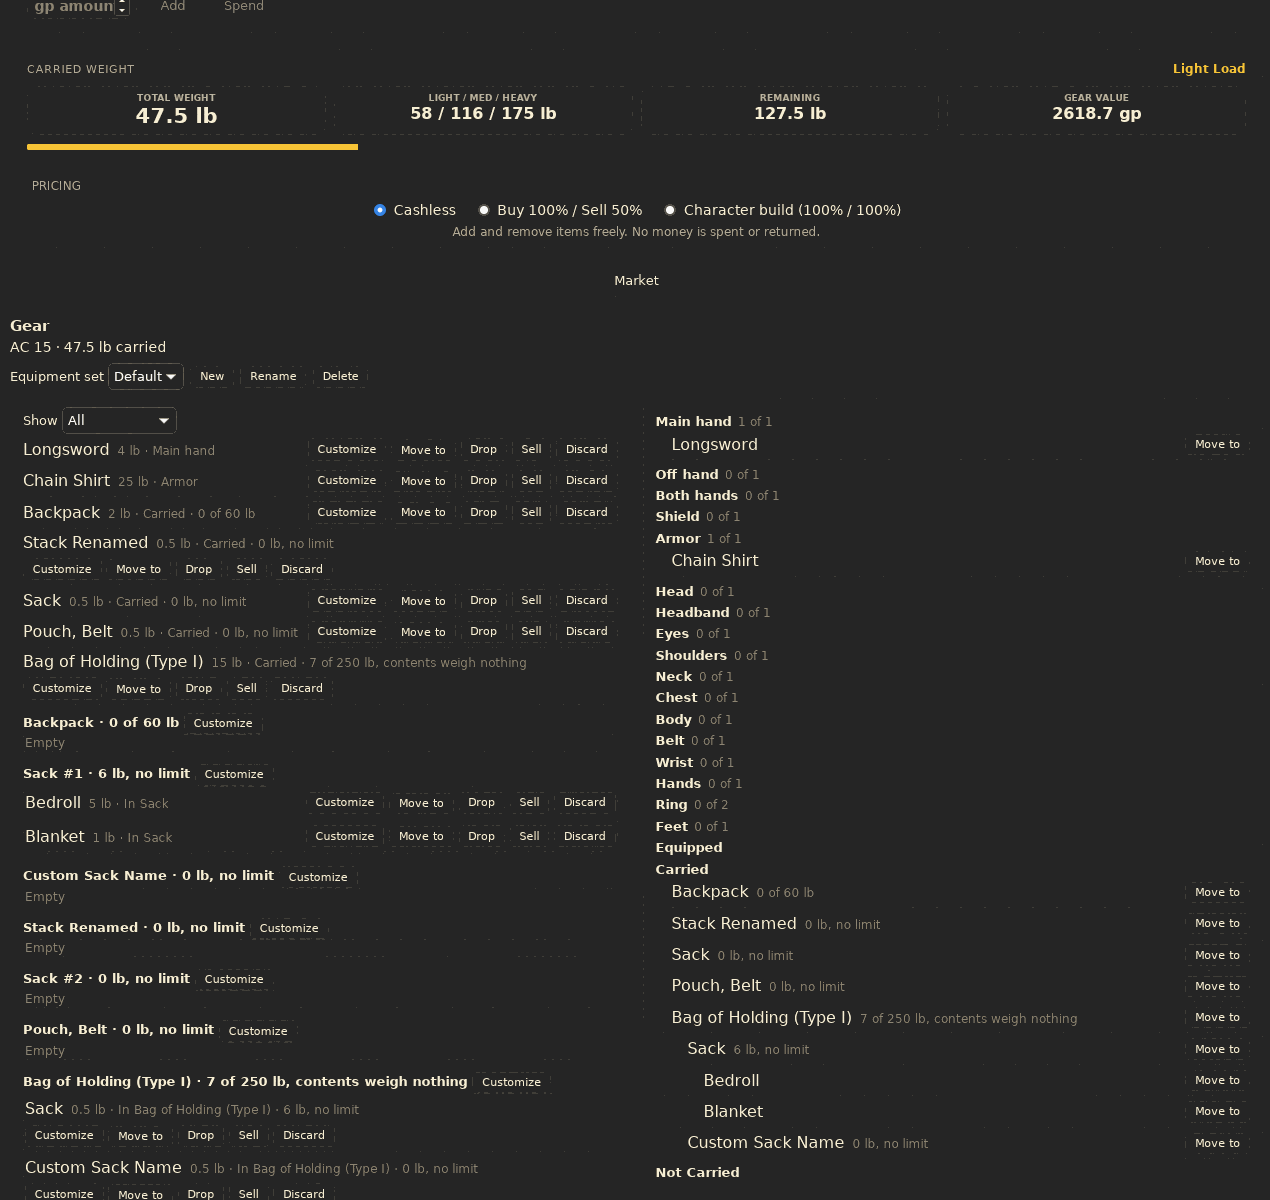 gp amoun Add Spend
CARRIED WEIGHT Light Load
TOTAL WEIGHT LIGHT / MED / HEAVY REMAINING GEAR VALUE
47.5 lb 58 / 116 / 175 lb 127.5 lb 2618.7 gp
PRICING
Cashless Buy 100% / Sell 50% Character build (100% / 100%)
Add and remove items freely. No money is spent or returned.
Market
Gear
AC 15 · 47.5 lb carried
Equipment set Default New Rename Delete
Show All
Longsword 4 lb · Main hand Customize Move to Drop Sell Discard
Chain Shirt 25 lb · Armor Customize Move to Drop Sell Discard
Backpack 2 lb · Carried · 0 of 60 lb Customize Move to Drop Sell Discard
Stack Renamed 0.5 lb · Carried · 0 lb, no limit
Customize Move to Drop Sell Discard
Sack 0.5 lb · Carried · 0 lb, no limit Customize Move to Drop Sell Discard
Pouch, Belt 0.5 lb · Carried · 0 lb, no limit Customize Move to Drop Sell Discard
Bag of Holding (Type I) 15 lb · Carried · 7 of 250 lb, contents weigh nothing
Customize Move to Drop Sell Discard
Backpack · 0 of 60 lb Customize
Empty
Sack #1 · 6 lb, no limit Customize
Bedroll 5 lb · In Sack Customize Move to Drop Sell Discard
Blanket 1 lb · In Sack Customize Move to Drop Sell Discard
Custom Sack Name · 0 lb, no limit Customize
Empty
Stack Renamed · 0 lb, no limit Customize
Empty
Sack #2 · 0 lb, no limit Customize
Empty
Pouch, Belt · 0 lb, no limit Customize
Empty
Bag of Holding (Type I) · 7 of 250 lb, contents weigh nothing Customize
Sack 0.5 lb · In Bag of Holding (Type I) · 6 lb, no limit
Customize Move to Drop Sell Discard
Custom Sack Name 0.5 lb · In Bag of Holding (Type I) · 0 lb, no limit
Customize Move to Drop Sell Discard
Main hand 1 of 1
Longsword Move to
Off hand 0 of 1
Both hands 0 of 1
Shield 0 of 1
Armor 1 of 1
Chain Shirt Move to
Head 0 of 1
Headband 0 of 1
Eyes 0 of 1
Shoulders 0 of 1
Neck 0 of 1
Chest 0 of 1
Body 0 of 1
Belt 0 of 1
Wrist 0 of 1
Hands 0 of 1
Ring 0 of 2
Feet 0 of 1
Equipped
Carried
Backpack 0 of 60 lb Move to
Stack Renamed 0 lb, no limit Move to
Sack 0 lb, no limit Move to
Pouch, Belt 0 lb, no limit Move to
Bag of Holding (Type I) 7 of 250 lb, contents weigh nothing Move to
Sack 6 lb, no limit Move to
Bedroll Move to
Blanket Move to
Custom Sack Name 0 lb, no limit Move to
Not Carried